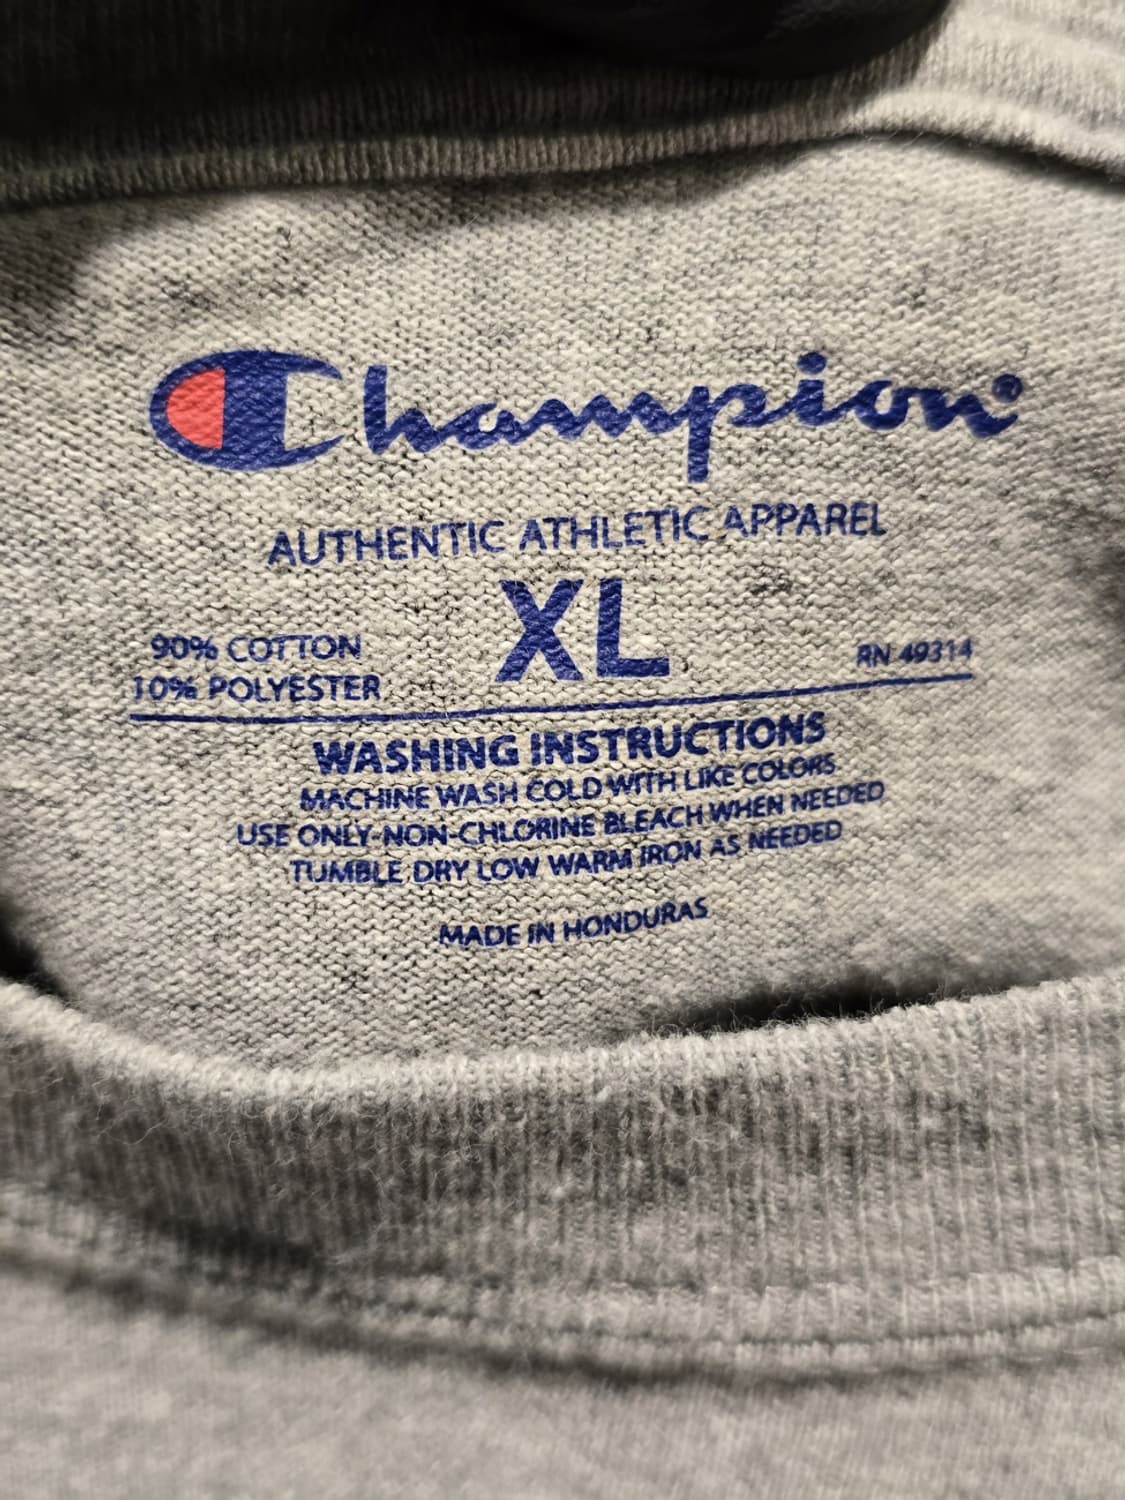 Champion®
AUTHENTIC ATHLETIC APPAREL
XL
90% COTTON
10% POLYESTER
RN 49314
WASHING INSTRUCTIONS
MACHINE WASH COLD WITH LIKE COLORS
USE ONLY-NON-CHLORINE BLEACH WHEN NEEDED
TUMBLE DRY LOW WARM IRON AS NEEDED
MADE IN HONDURAS